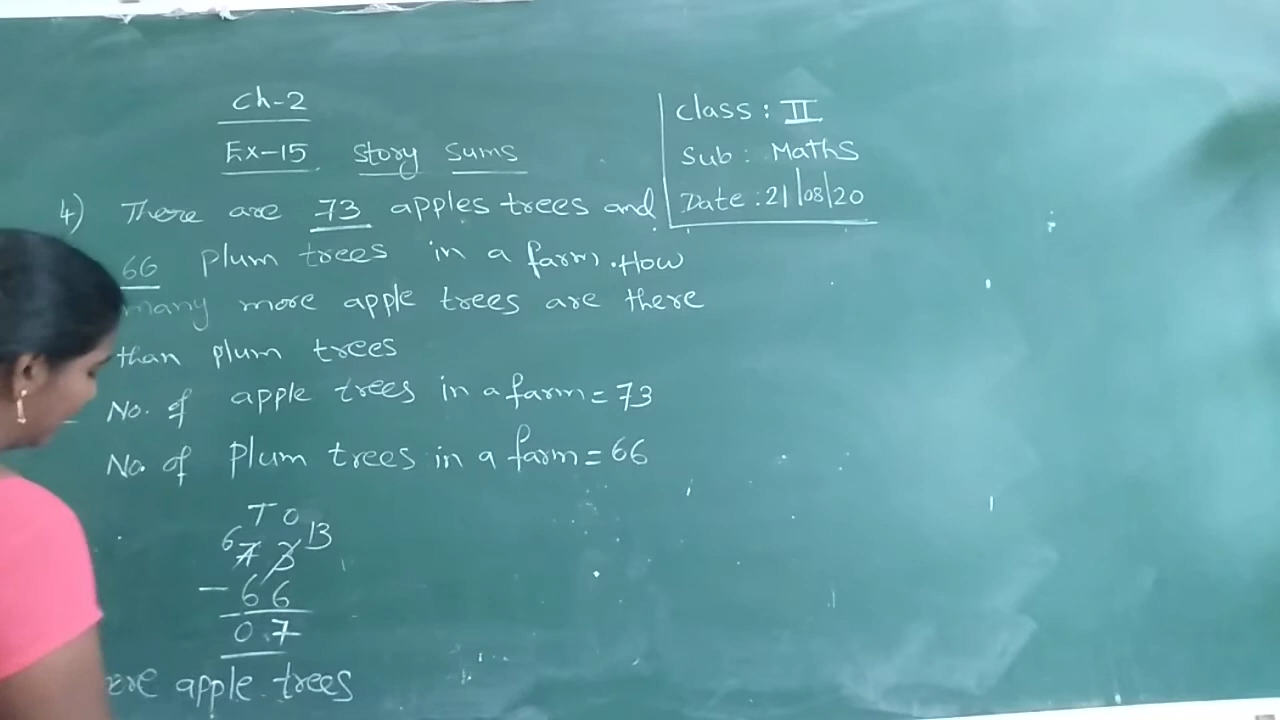 Ch-2
Ex-15 Story Sums
Class : II
Sub : Maths
Date : 21/08/20
4) There are 73 apples trees and
66 plum trees in a farm. How
many more apple trees are there
than plum trees
No. of apple trees in a farm = 73
No. of Plum trees in a farm = 66
T O
6 7 3 13
- 6 6
0 7
apple trees